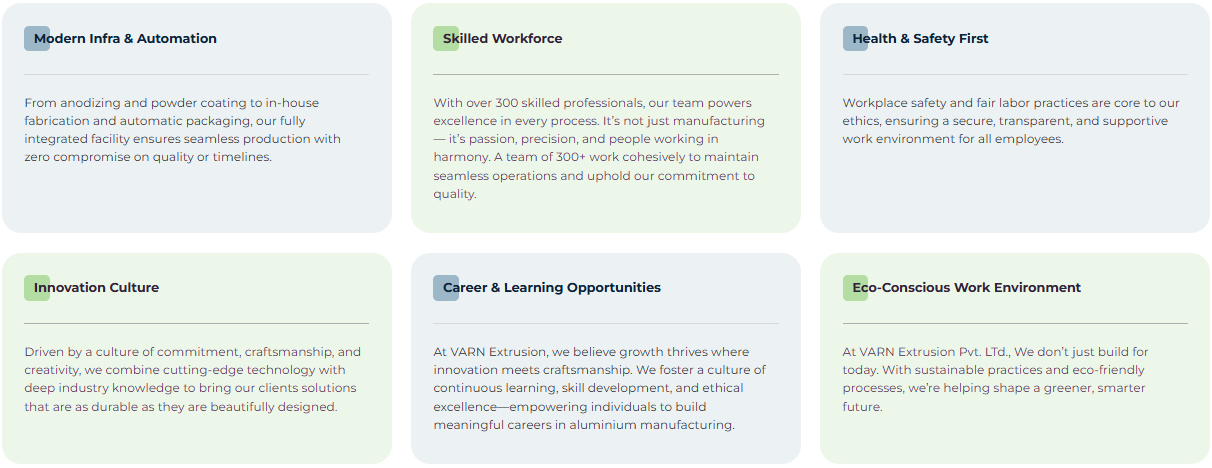 Modern Infra & Automation
From anodizing and powder coating to in-house
fabrication and automatic packaging, our fully
integrated facility ensures seamless production with
zero compromise on quality or timelines.
Skilled Workforce
With over 300 skilled professionals, our team powers
excellence in every process. It’s not just manufacturing
— it’s passion, precision, and people working in
harmony. A team of 300+ work cohesively to maintain
seamless operations and uphold our commitment to
quality.
Health & Safety First
Workplace safety and fair labor practices are core to our
ethics, ensuring a secure, transparent, and supportive
work environment for all employees.
Innovation Culture
Driven by a culture of commitment, craftsmanship, and
creativity, we combine cutting-edge technology with
deep industry knowledge to bring our clients solutions
that are as durable as they are beautifully designed.
Career & Learning Opportunities
At VARN Extrusion, we believe growth thrives where
innovation meets craftsmanship. We foster a culture of
continuous learning, skill development, and ethical
excellence—empowering individuals to build
meaningful careers in aluminium manufacturing.
Eco-Conscious Work Environment
At VARN Extrusion Pvt. LTd., We don’t just build for
today. With sustainable practices and eco-friendly
processes, we’re helping shape a greener, smarter
future.